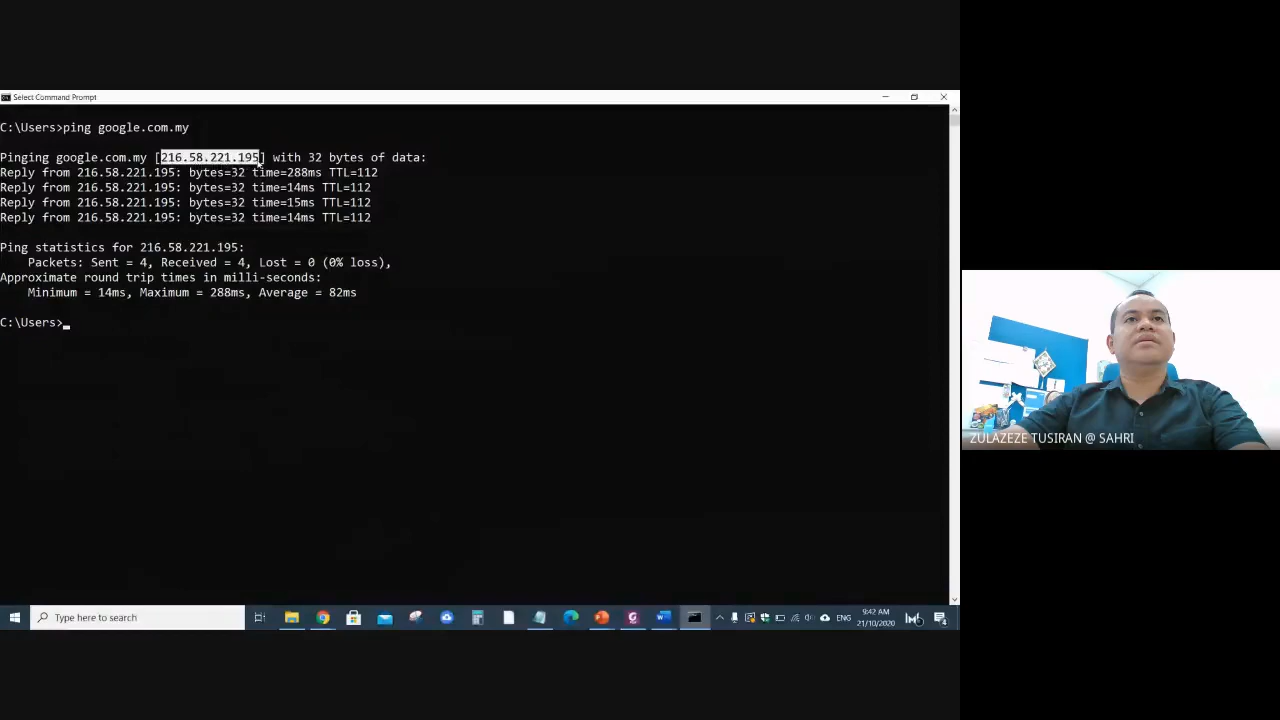 Select Command Prompt
C:\Users>ping google.com.my
Pinging google.com.my [216.58.221.195] with 32 bytes of data:
Reply from 216.58.221.195: bytes=32 time=288ms TTL=112
Reply from 216.58.221.195: bytes=32 time=14ms TTL=112
Reply from 216.58.221.195: bytes=32 time=15ms TTL=112
Reply from 216.58.221.195: bytes=32 time=14ms TTL=112
Ping statistics for 216.58.221.195:
Packets: Sent = 4, Received = 4, Lost = 0 (0% loss),
Approximate round trip times in milli-seconds:
Minimum = 14ms, Maximum = 288ms, Average = 82ms
C:\Users>
ZULAZEZE TUSIRAN @ SAHRI
Type here to search
ENG
9:42 AM
21/10/2020